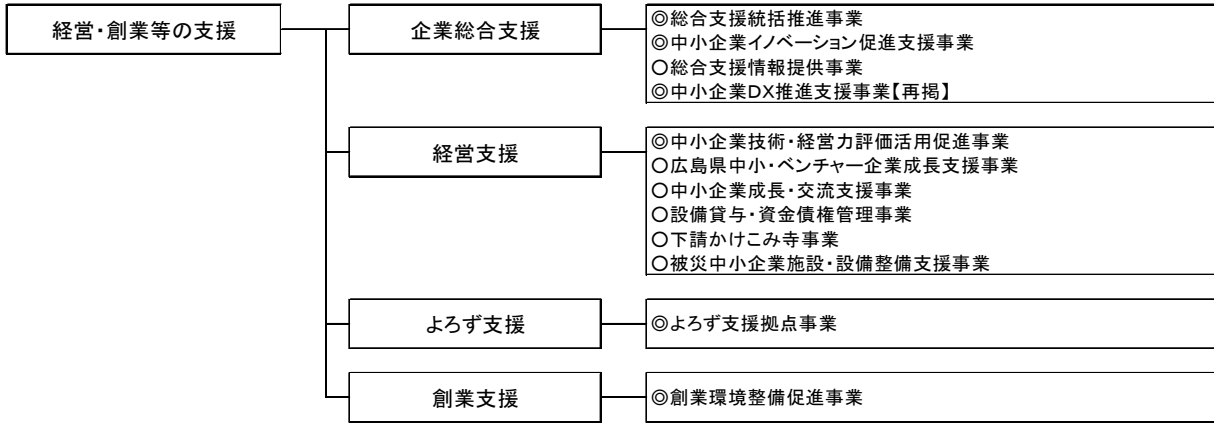 経営・創業等の支援
企業総合支援
◎総合支援統括推進事業
◎中小企業イノベーション促進支援事業
〇総合支援情報提供事業
◎中小企業DX推進支援事業【再掲】
経営支援
◎中小企業技術・経営力評価活用促進事業
〇広島県中小・ベンチャー企業成長支援事業
〇中小企業成長・交流支援事業
〇設備貸与・資金債権管理事業
〇下請かけこみ寺事業
〇被災中小企業施設・設備整備支援事業
よろず支援
◎よろず支援拠点事業
創業支援
◎創業環境整備促進事業